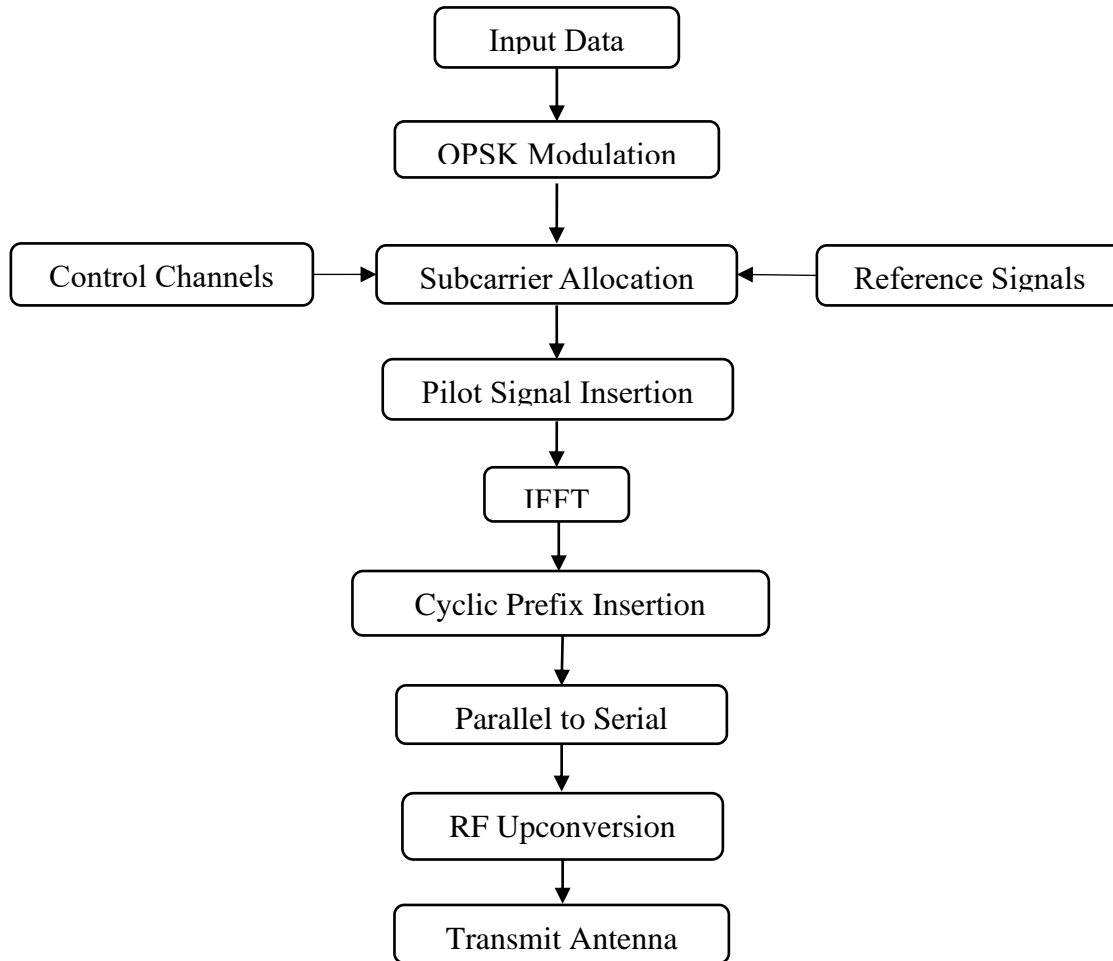 Input Data
QPSK Modulation
Control Channels
Subcarrier Allocation
Reference Signals
Pilot Signal Insertion
IFFT
Cyclic Prefix Insertion
Parallel to Serial
RF Upconversion
Transmit Antenna